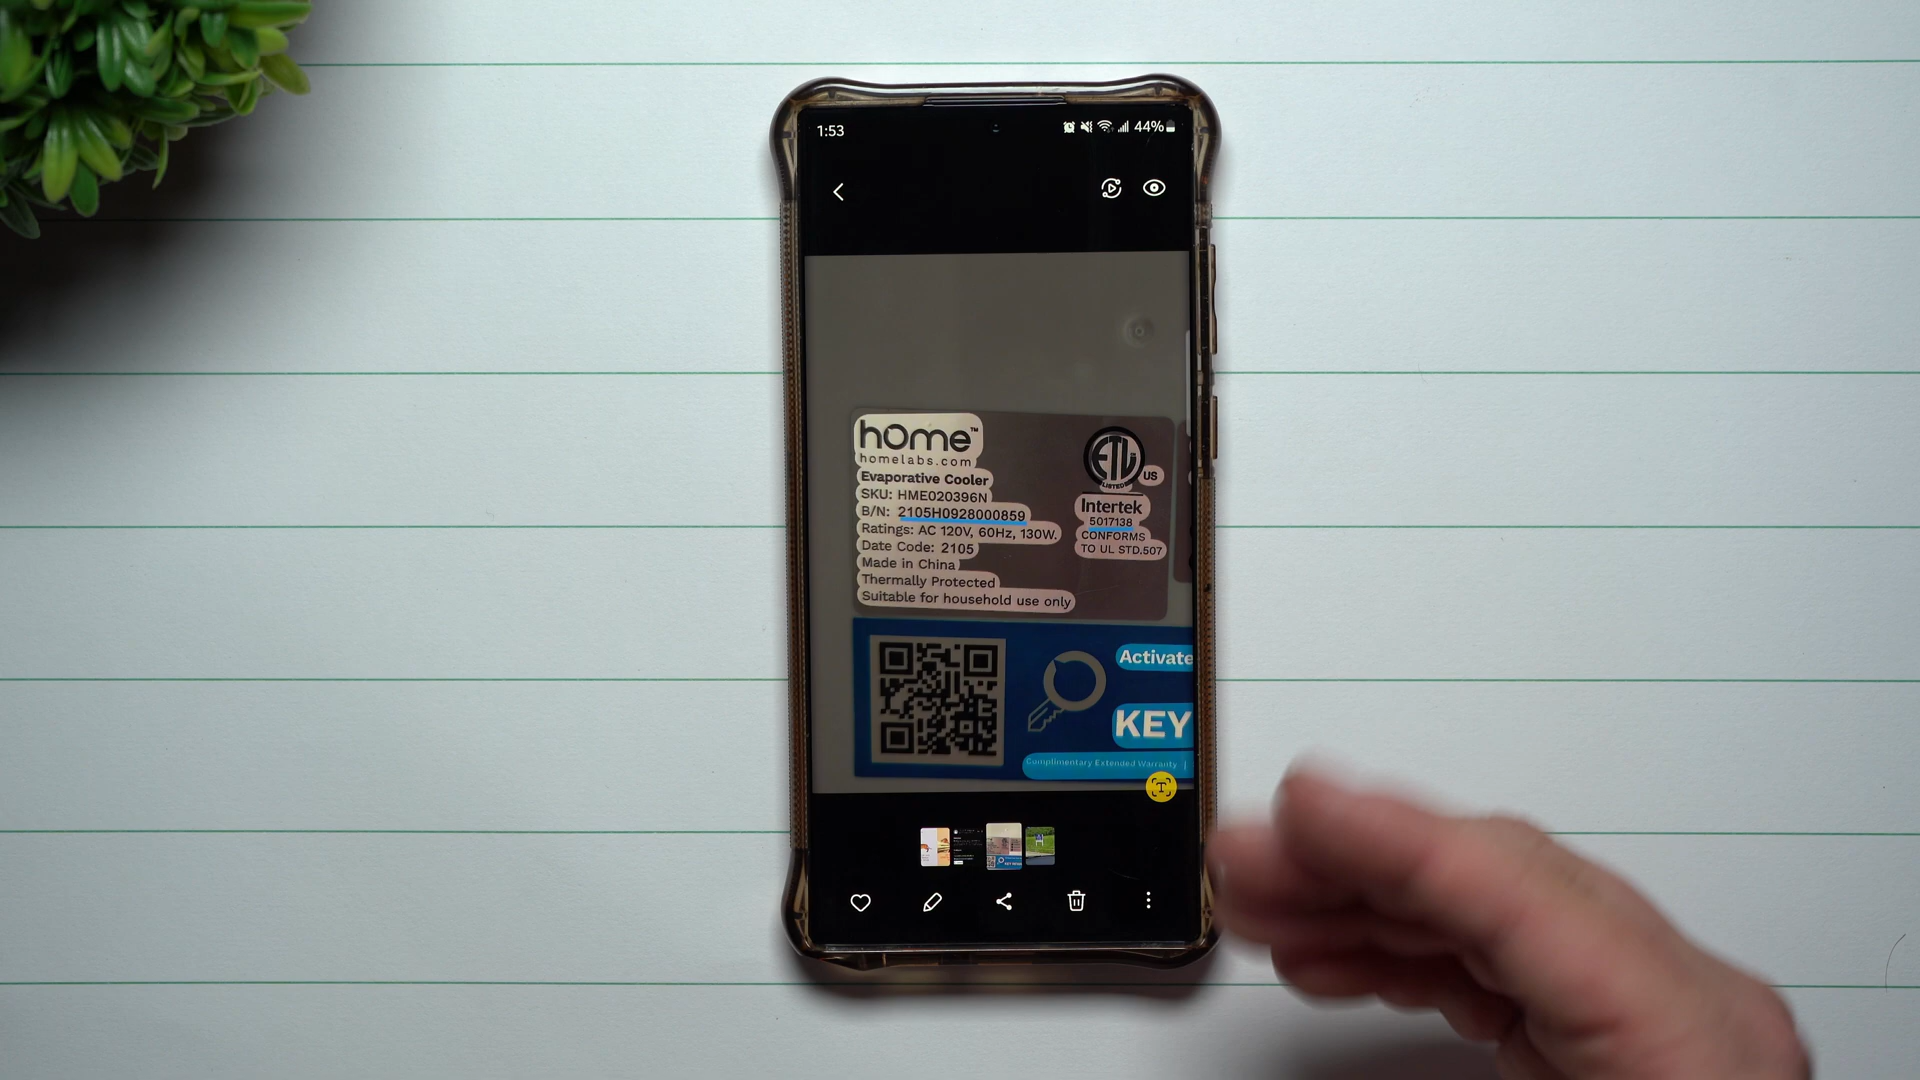 1:53
44%
hOme™
homelabs.com
Evaporative Cooler
SKU: HME020396N
B/N: 2105H0928000859
Ratings: AC 120V, 60Hz, 130W.
Date Code: 2105
Made in China
Thermally Protected
Suitable for household use only
ETL
LISTED
US
Intertek
5017138
CONFORMS
TO UL STD.507
Activate
KEY
Complimentary Extended Warranty |
T